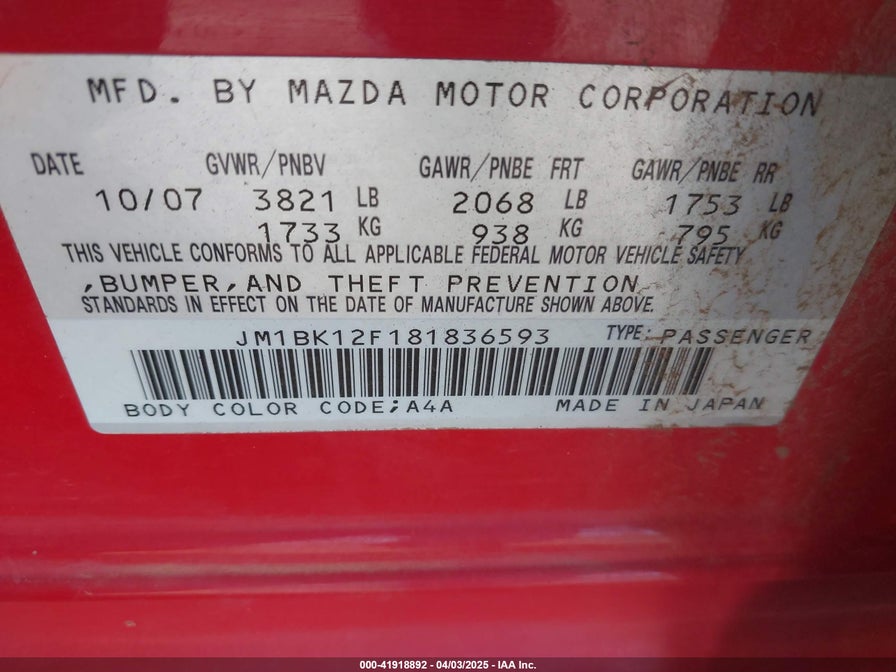 MFD. BY MAZDA MOTOR CORPORATION
DATE GVWR/PNBV GAWR/PNBE FRT GAWR/PNBE RR
10/07 3821 LB 2068 LB 1753 LB
1733 KG 938 KG 795 KG
THIS VEHICLE CONFORMS TO ALL APPLICABLE FEDERAL MOTOR VEHICLE SAFETY
,BUMPER,AND THEFT PREVENTION
STANDARDS IN EFFECT ON THE DATE OF MANUFACTURE SHOWN ABOVE.
JM1BK12F181836593 TYPE: PASSENGER
BODY COLOR CODE;A4A MADE IN JAPAN
000-41918892 - 04/03/2025 - IAA Inc.